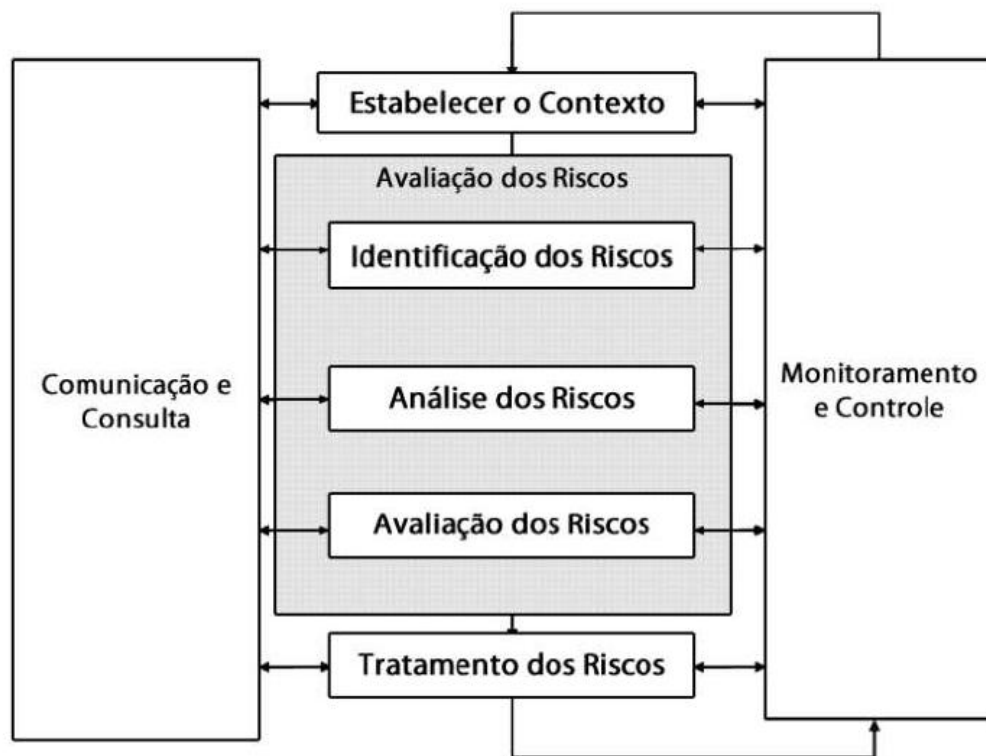 Estabelecer o Contexto
Avaliação dos Riscos
Identificação dos Riscos
Comunicação e
Consulta
Análise dos Riscos
Monitoramento
e Controle
Avaliação dos Riscos
Tratamento dos Riscos